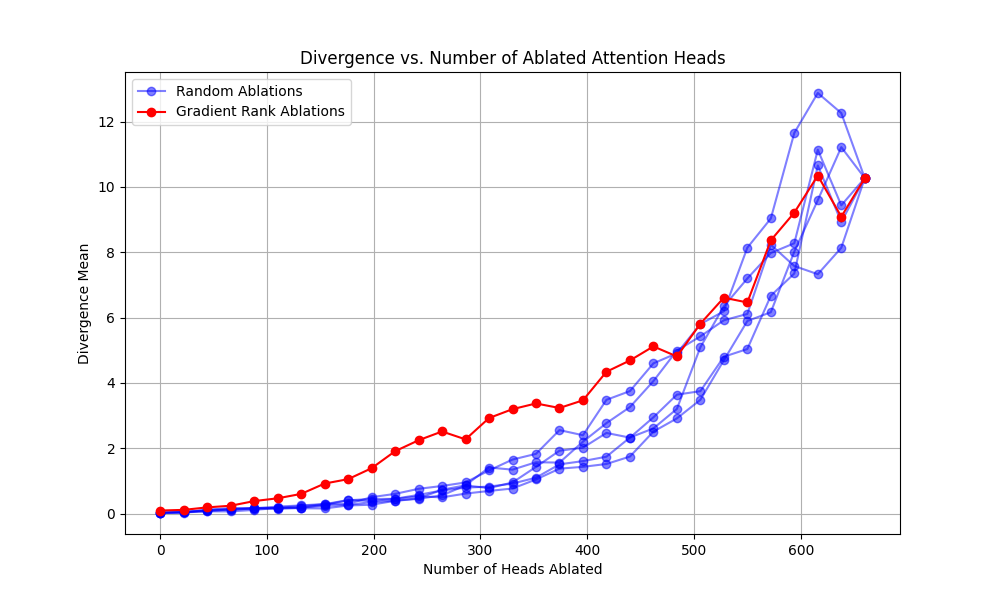 Divergence vs. Number of Ablated Attention Heads
Random Ablations
Gradient Rank Ablations
Divergence Mean
12
10
8
6
4
2
0
0 100 200 300 400 500 600
Number of Heads Ablated